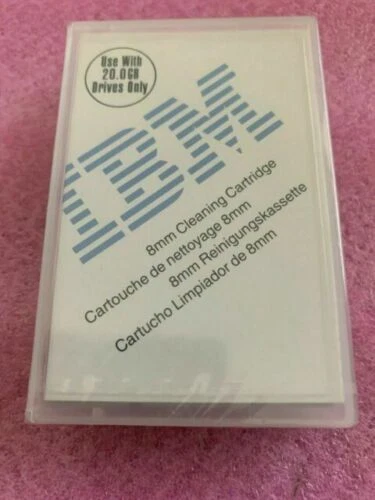 Use With
20.0GB
Drives Only
IBM
8mm Cleaning Cartridge
Cartouche de nettoyage 8mm
8mm Reinigungskassette
Cartucho Limpiador de 8mm